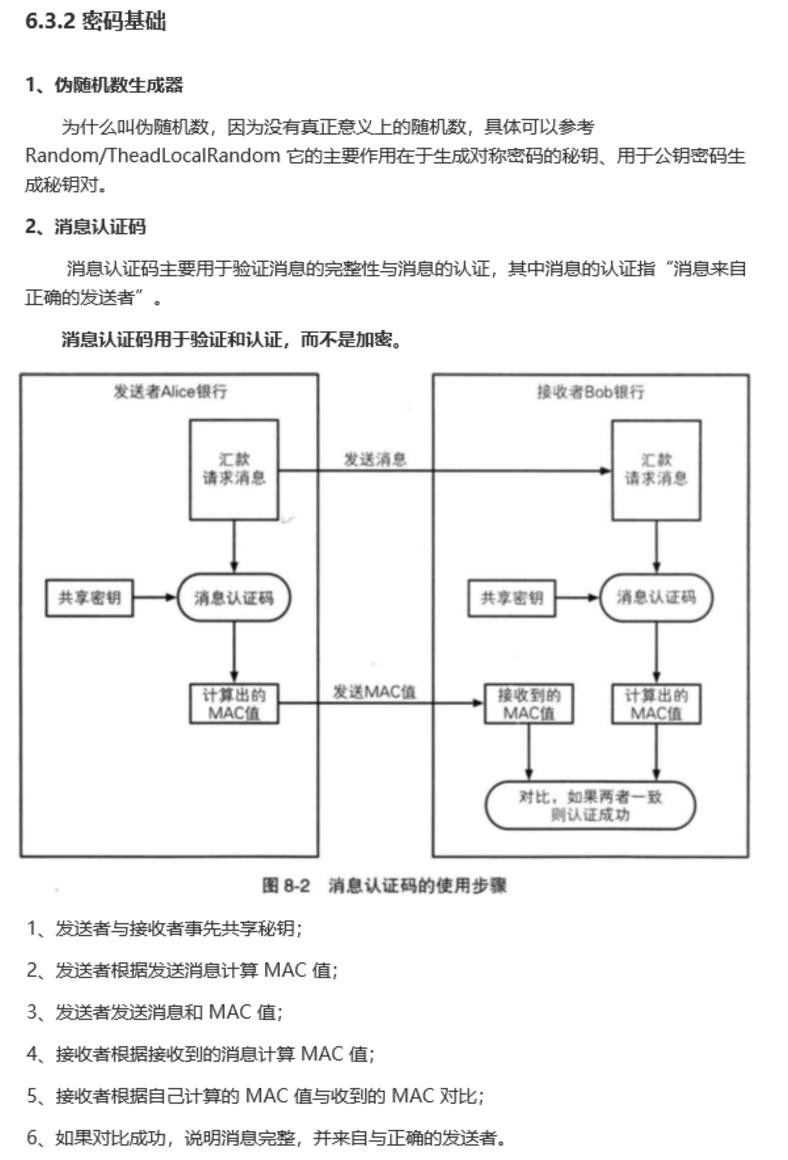 6.3.2 密码基础
1、伪随机数生成器
为什么叫伪随机数，因为没有真正意义上的随机数，具体可以参考
Random/TheadLocalRandom 它的主要作用在于生成对称密码的秘钥、用于公钥密码生
成秘钥对。
2、消息认证码
消息认证码主要用于验证消息的完整性与消息的认证，其中消息的认证指“消息来自
正确的发送者”。
消息认证码用于验证和认证，而不是加密。
发送者Alice银行
接收者Bob银行
汇款
请求消息
发送消息
汇款
请求消息
共享密钥
消息认证码
共享密钥
消息认证码
计算出的
MAC值
发送MAC值
接收到的
MAC值
计算出的
MAC值
对比，如果两者一致
则认证成功
图 8-2 消息认证码的使用步骤
1、发送者与接收者事先共享秘钥；
2、发送者根据发送消息计算 MAC 值；
3、发送者发送消息和 MAC 值；
4、接收者根据接收到的消息计算 MAC 值；
5、接收者根据自己计算的 MAC 值与收到的 MAC 对比；
6、如果对比成功，说明消息完整，并来自与正确的发送者。